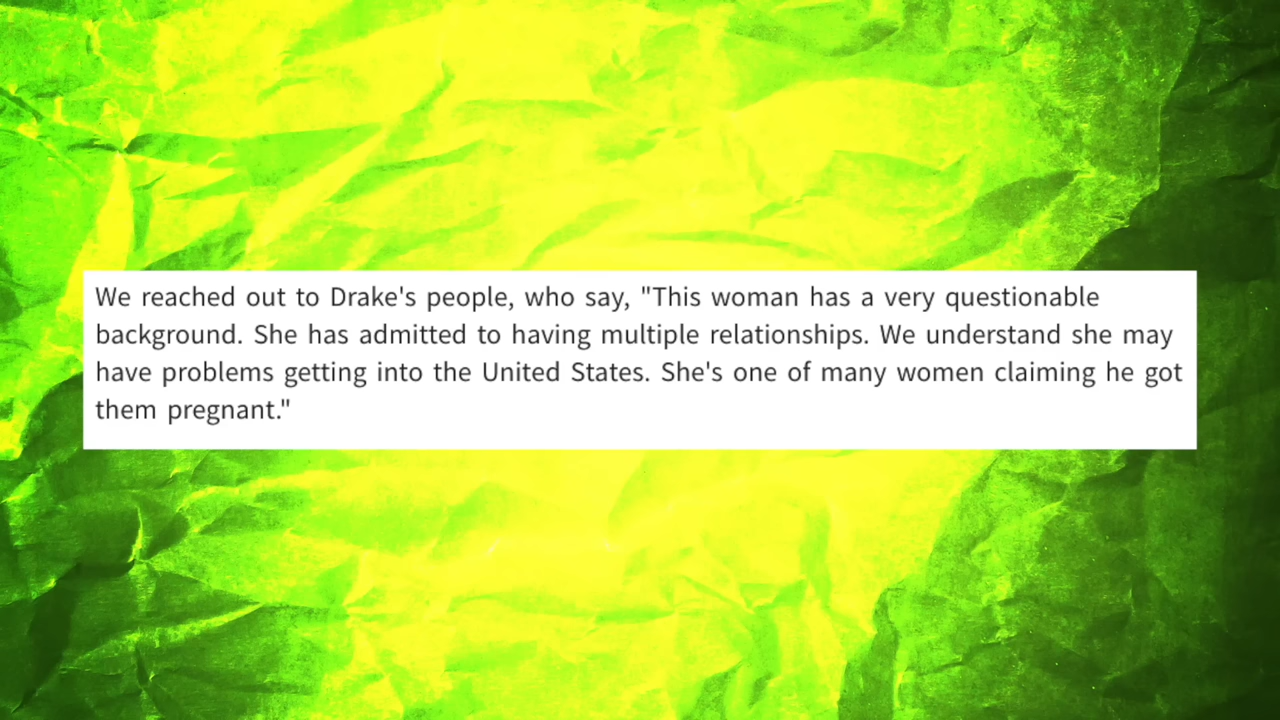 We reached out to Drake's people, who say, "This woman has a very questionable
background. She has admitted to having multiple relationships. We understand she may
have problems getting into the United States. She's one of many women claiming he got
them pregnant."